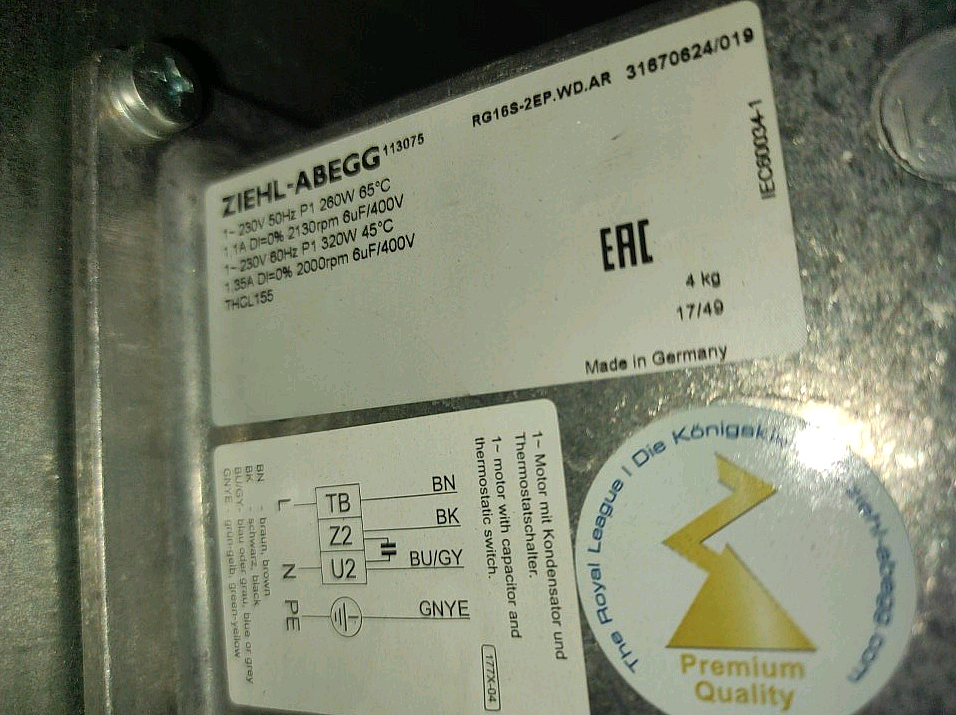 ZIEHL-ABEGG 113075
RG16S-2EP.WD.AR 31670624/019
1~ 230V 50Hz P1 260W 65°C
1,1A DI=0% 2130rpm 6uF/400V
1~ 230V 60Hz P1 320W 45°C
1,35A DI=0% 2000rpm 6uF/400V
THCL155
IEC60034-1
EAC
4 kg
17/49
Made in Germany
1~ Motor mit Kondensator und
Thermostatschalter.
1~ motor with capacitor and
thermostatic switch.
177X-04
L TB BN
Z2 BK
N U2 BU/GY
PE GNYE
BN - braun, brown
BK - schwarz, black
BU/GY- blau oder grau, blue or grey
GNYE grün-gelb, green-yellow
The Royal League | Die Königskl
ziehl-abegg.com
Premium
Quality